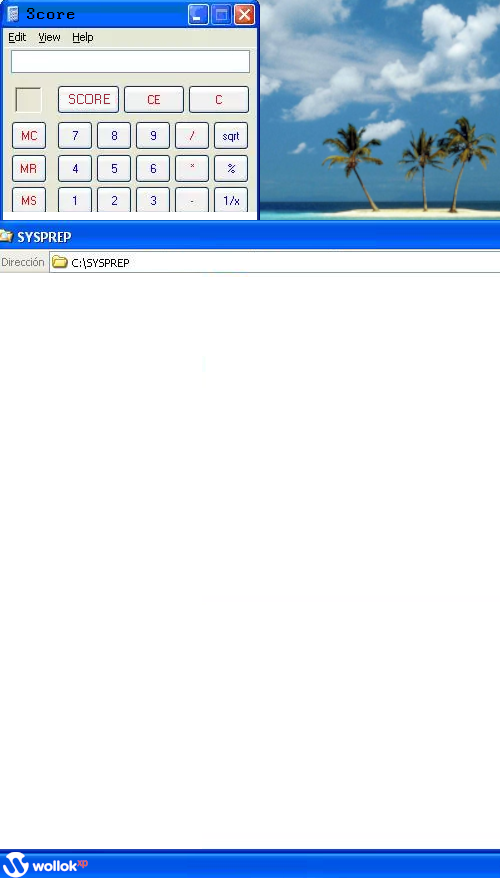 3core
Edit View Help
SCORE CE C
MC 7 8 9 / sqrt
MR 4 5 6 * %
MS 1 2 3 - 1/x
SYSPREP
Dirección C:\SYSPREP
wollok xp